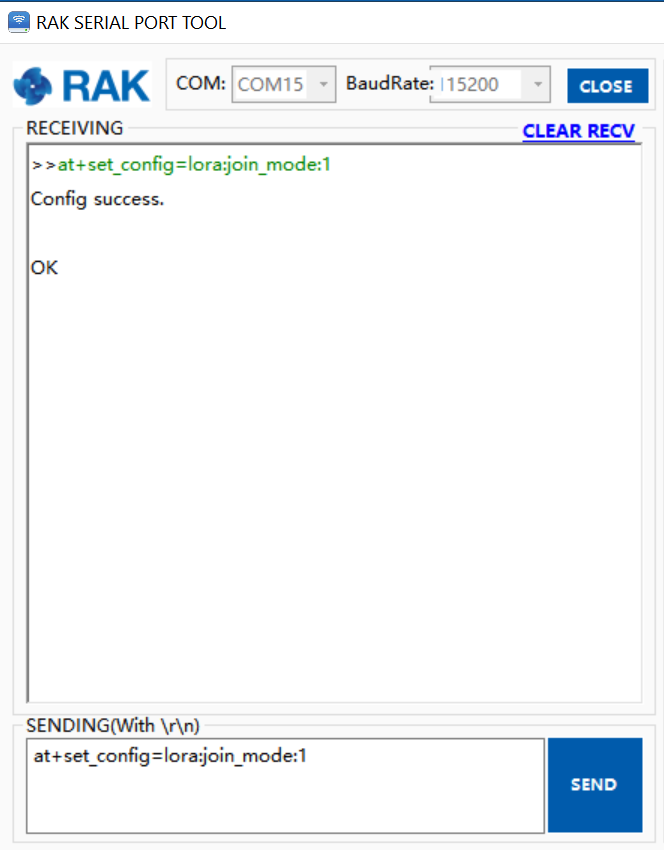 RAK SERIAL PORT TOOL
RAK COM: COM15 BaudRate: 115200 CLOSE
RECEIVING CLEAR RECV
>>at+set_config=lora:join_mode:1
Config success.
OK
SENDING(With \r\n)
at+set_config=lora:join_mode:1
SEND